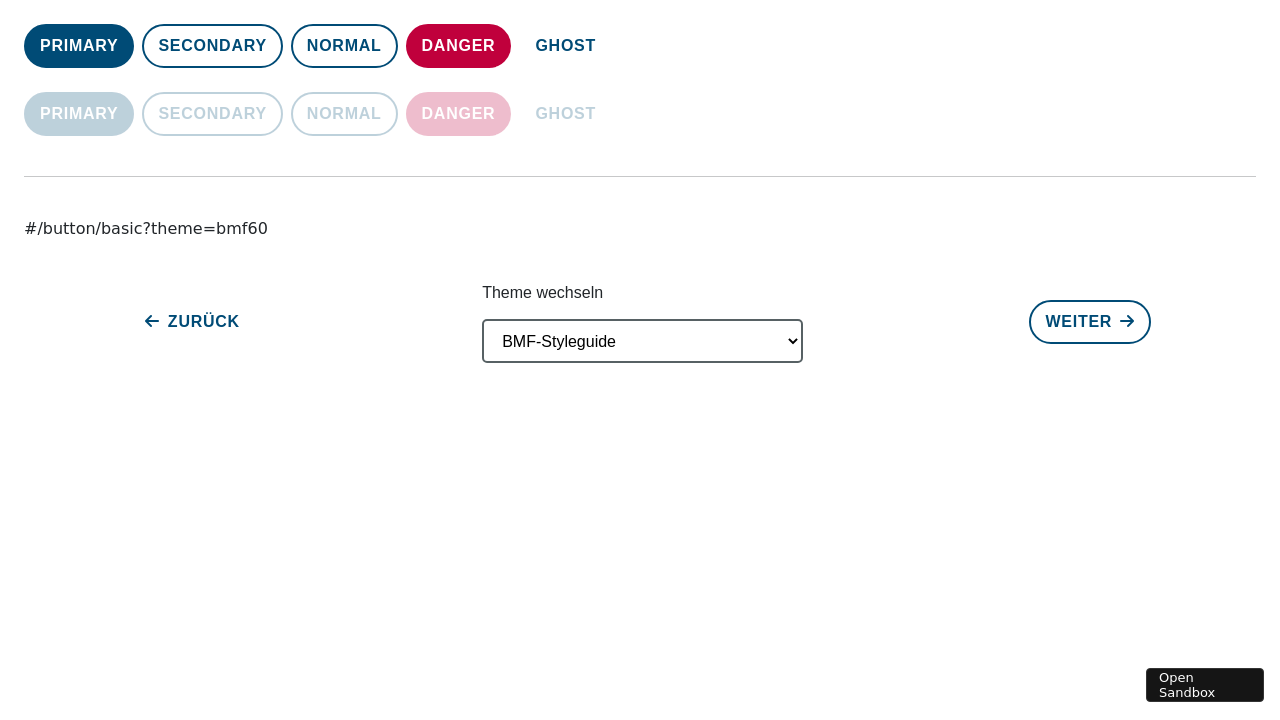 PRIMARY SECONDARY NORMAL DANGER GHOST
PRIMARY SECONDARY NORMAL DANGER GHOST
#/button/basic?theme=bmf60
Theme wechseln
ZURÜCK
BMF-Styleguide
WEITER
Open
Sandbox